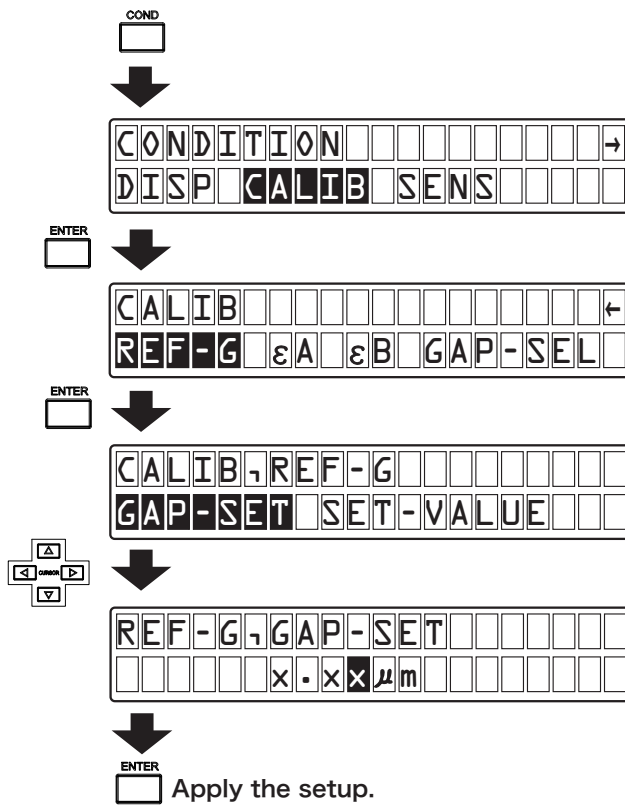 COND
CONDITION →
DISP CALIB SENS
ENTER
CALIB ←
REF-G εA εB GAP-SEL
ENTER
CALIB,REF-G
GAP-SET SET-VALUE
CURSOR
REF-G,GAP-SET
x.xxμm
ENTER
Apply the setup.